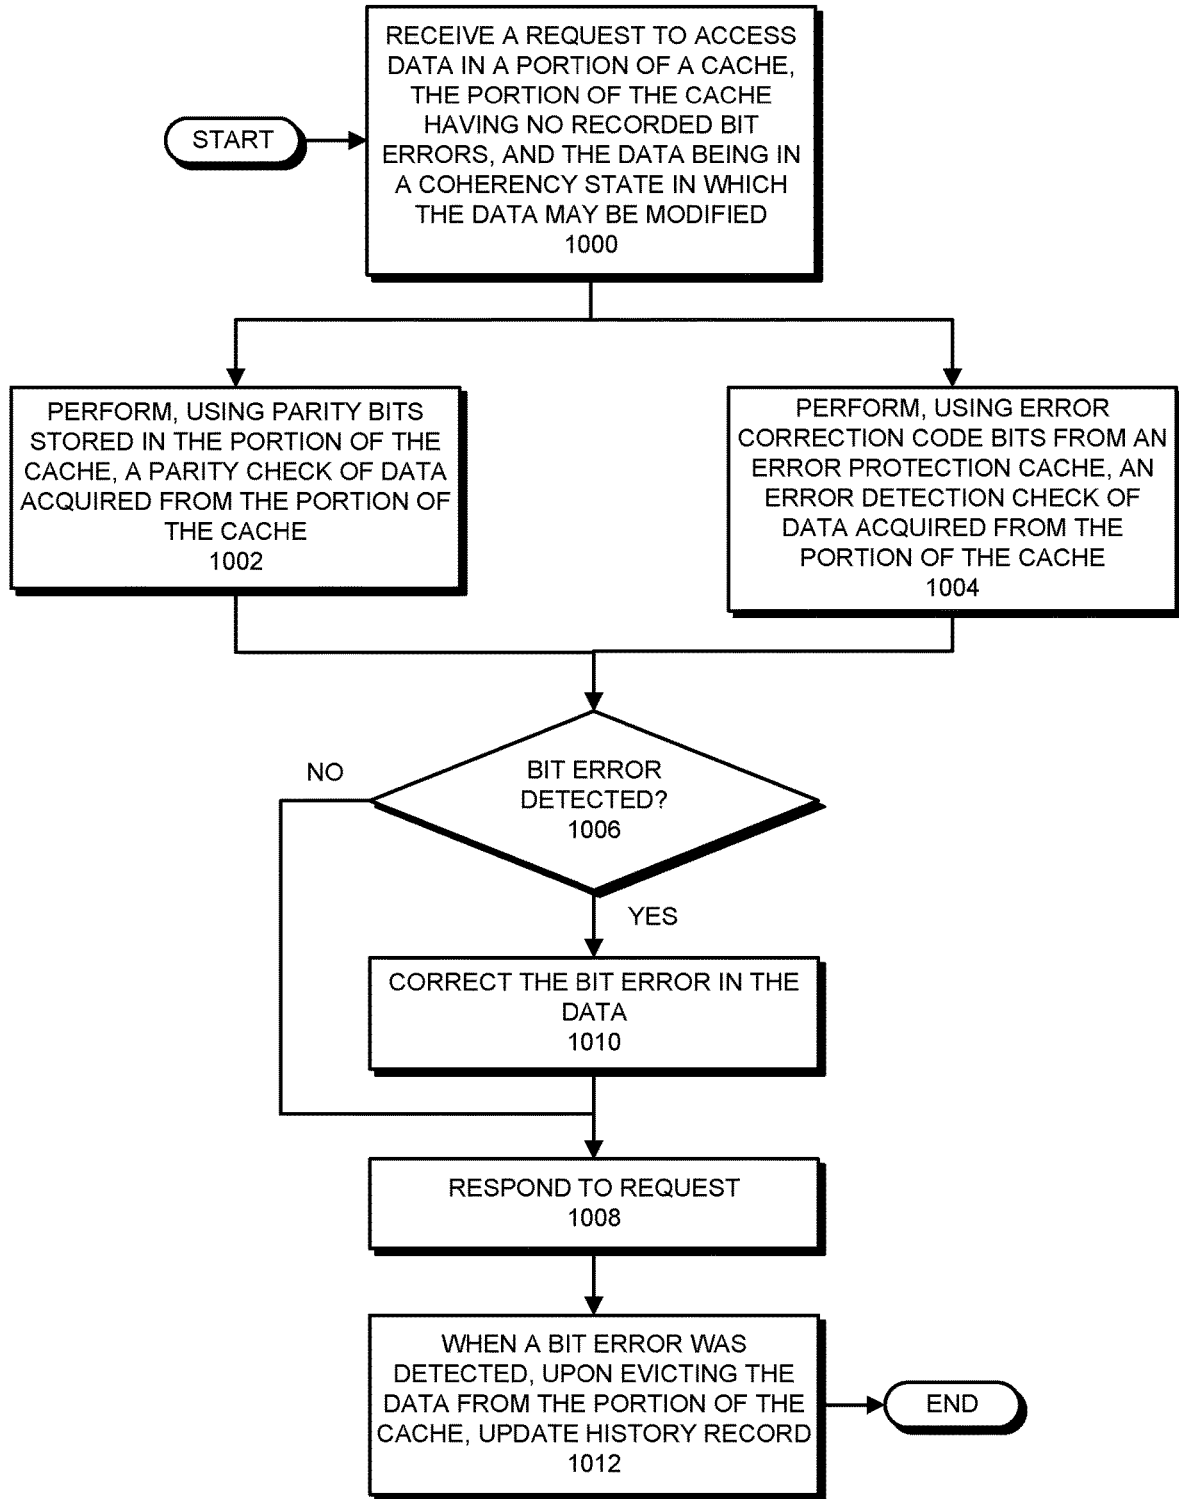 RECEIVE A REQUEST TO ACCESS
DATA IN A PORTION OF A CACHE,
THE PORTION OF THE CACHE
HAVING NO RECORDED BIT
ERRORS, AND THE DATA BEING IN
A COHERENCY STATE IN WHICH
THE DATA MAY BE MODIFIED
1000
START
PERFORM, USING PARITY BITS
STORED IN THE PORTION OF THE
CACHE, A PARITY CHECK OF DATA
ACQUIRED FROM THE PORTION OF
THE CACHE
1002
PERFORM, USING ERROR
CORRECTION CODE BITS FROM AN
ERROR PROTECTION CACHE, AN
ERROR DETECTION CHECK OF
DATA ACQUIRED FROM THE
PORTION OF THE CACHE
1004
BIT ERROR
DETECTED?
1006
NO
YES
CORRECT THE BIT ERROR IN THE
DATA
1010
RESPOND TO REQUEST
1008
WHEN A BIT ERROR WAS
DETECTED, UPON EVICTING THE
DATA FROM THE PORTION OF THE
CACHE, UPDATE HISTORY RECORD
1012
END